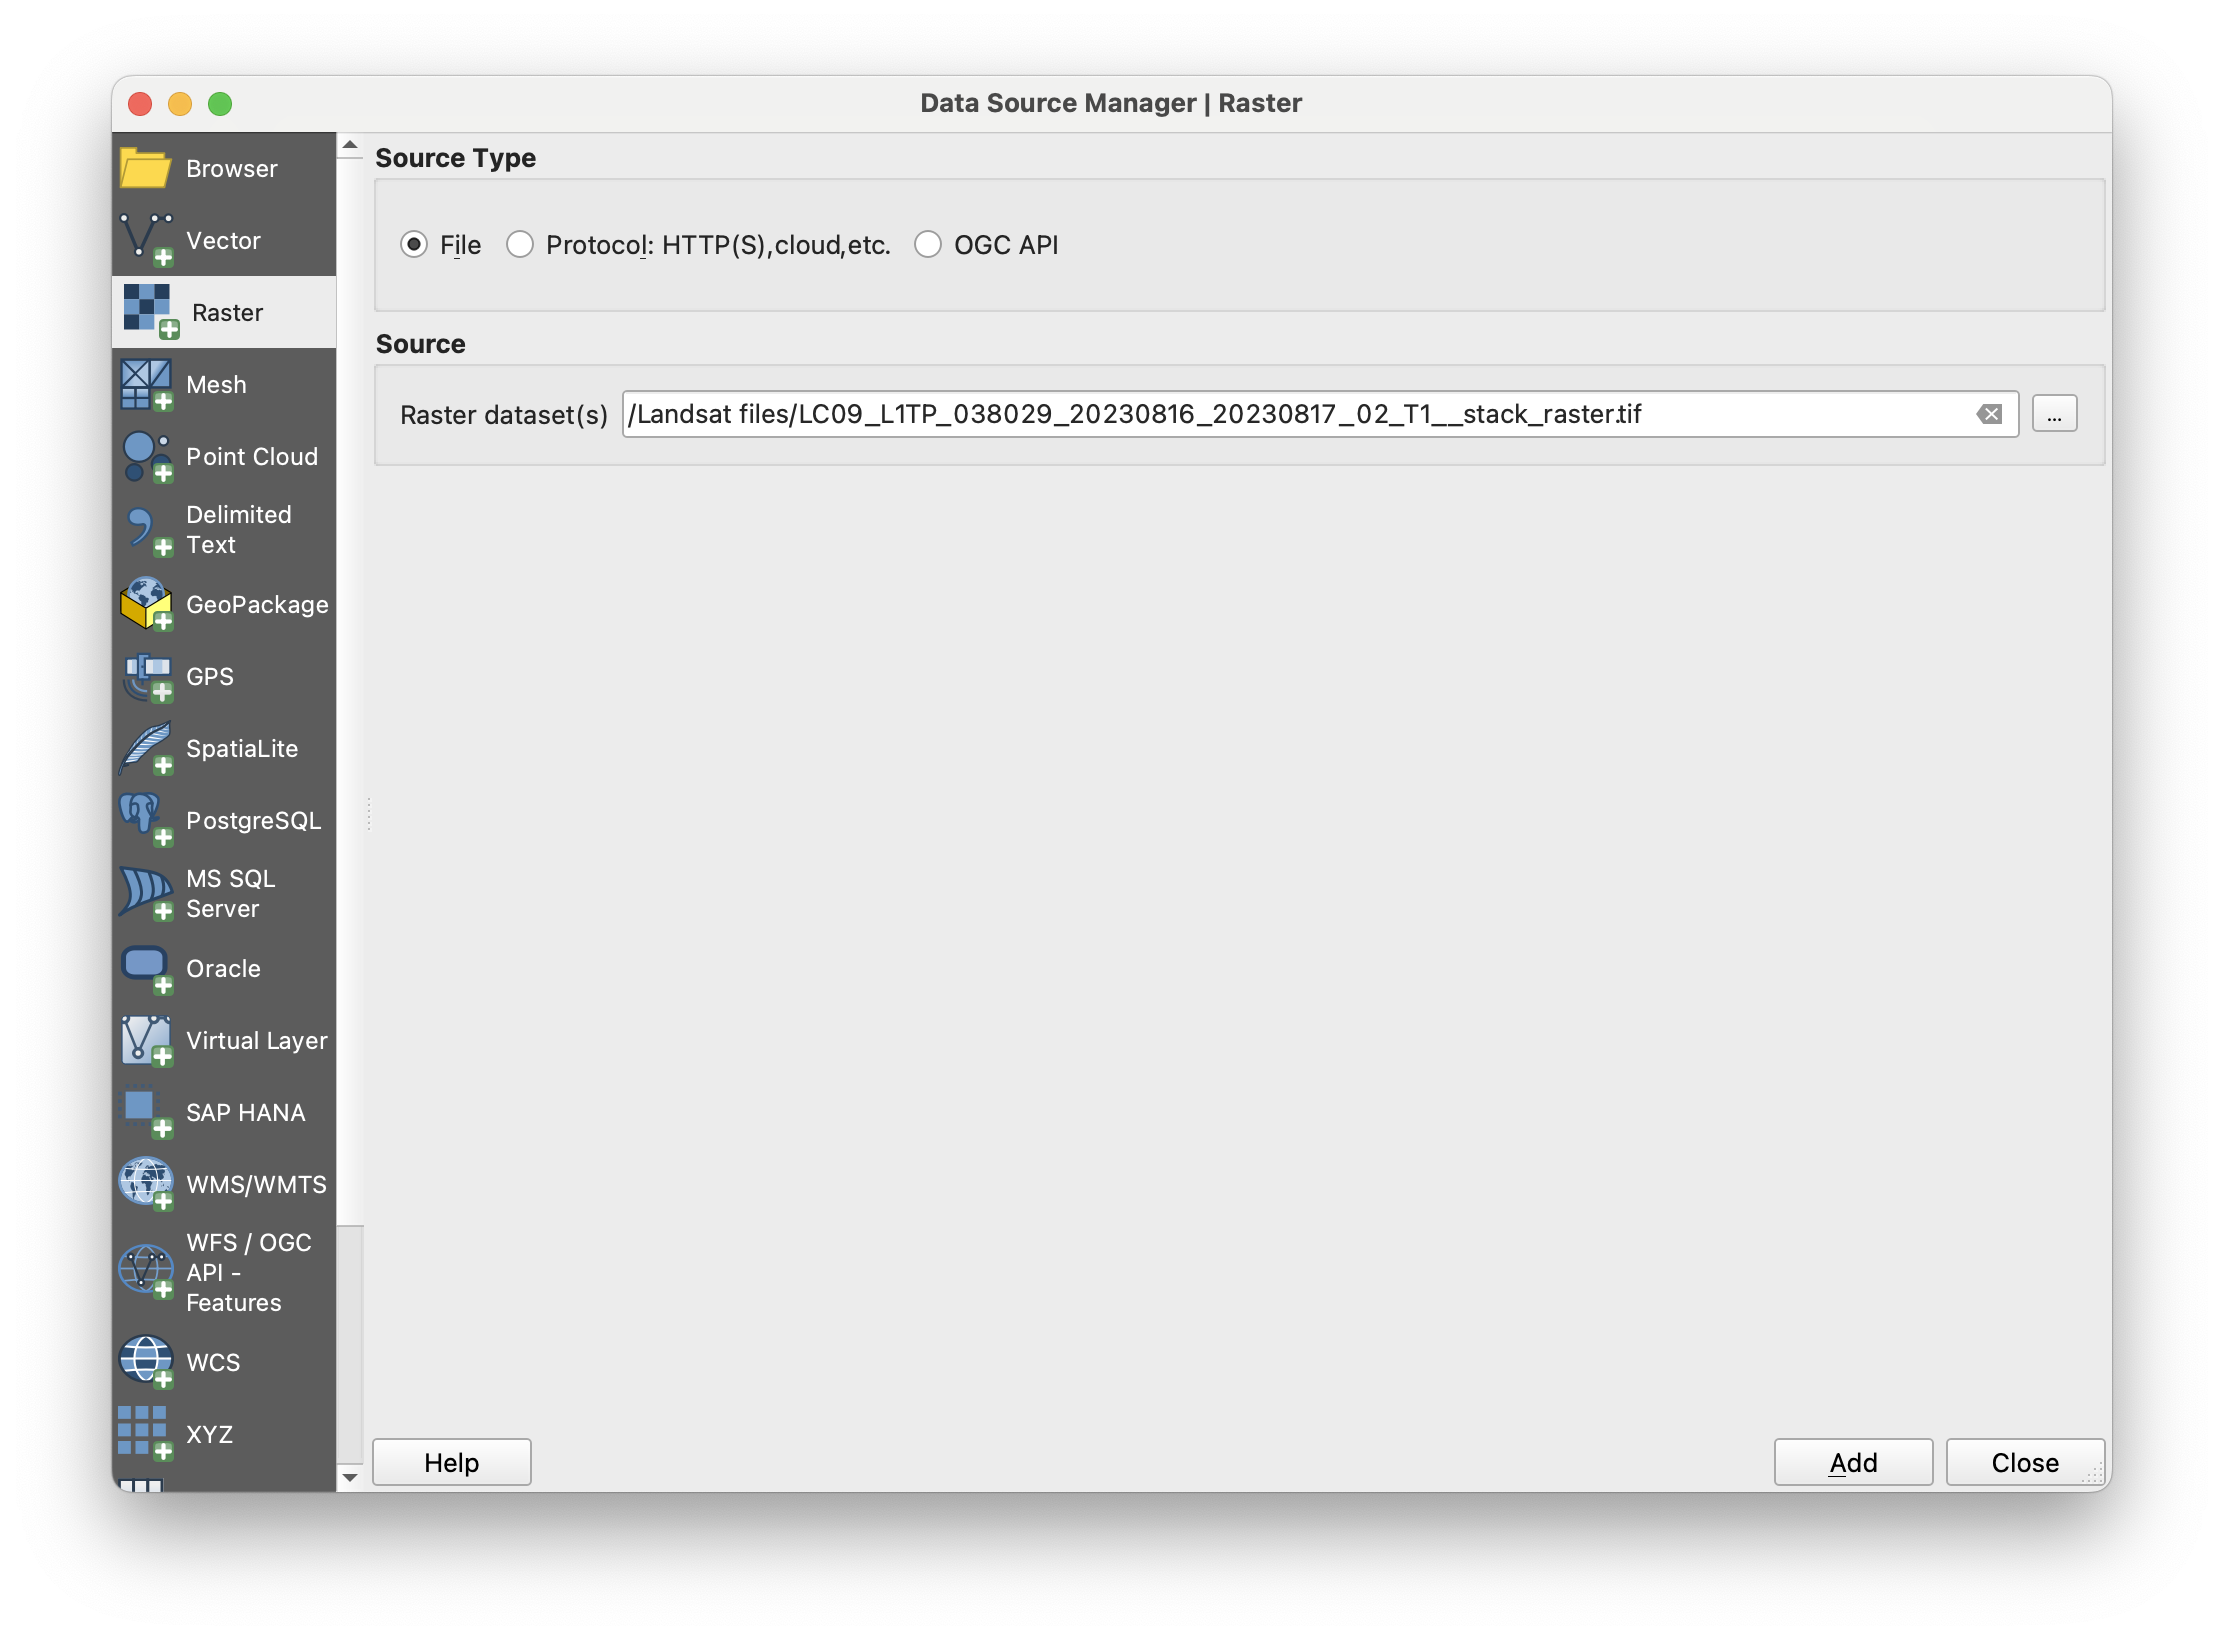 Data Source Manager | Raster
Browser
Vector
Raster
Mesh
Point Cloud
Delimited
Text
GeoPackage
GPS
SpatiaLite
PostgreSQL
MS SQL
Server
Oracle
Virtual Layer
SAP HANA
WMS/WMTS
WFS / OGC
API -
Features
WCS
XYZ
Source Type
File
Protocol: HTTP(S),cloud,etc.
OGC API
Source
Raster dataset(s) /Landsat files/LC09_L1TP_038029_20230816_20230817_02_T1__stack_raster.tif ...
Help
Add
Close